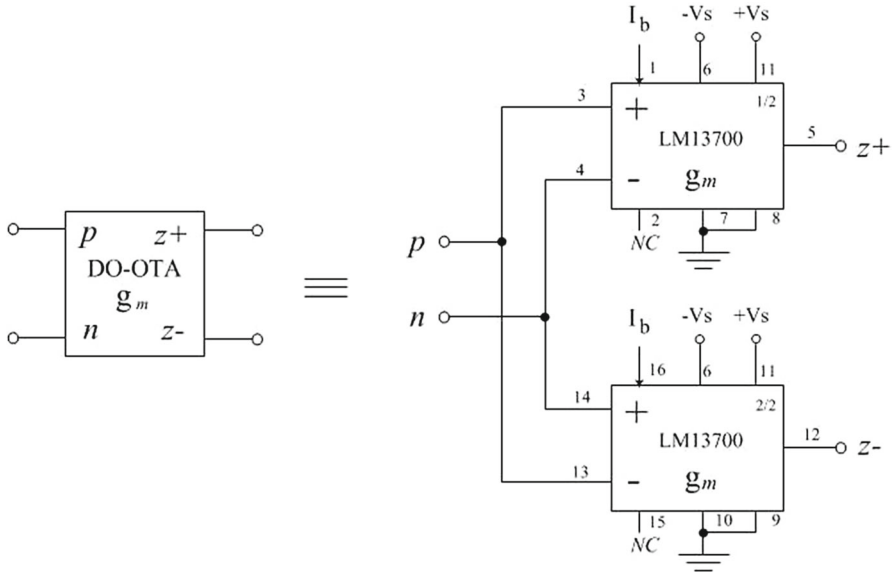 p z+
DO-OTA
gm
n z-
p
n
Ib -Vs +Vs
1 6 11
3 + 1/2
LM13700 5 z+
4 - gm
2 7 8
NC
Ib -Vs +Vs
16 6 11
14 + 2/2
LM13700 12 z-
13 - gm
15 10 9
NC